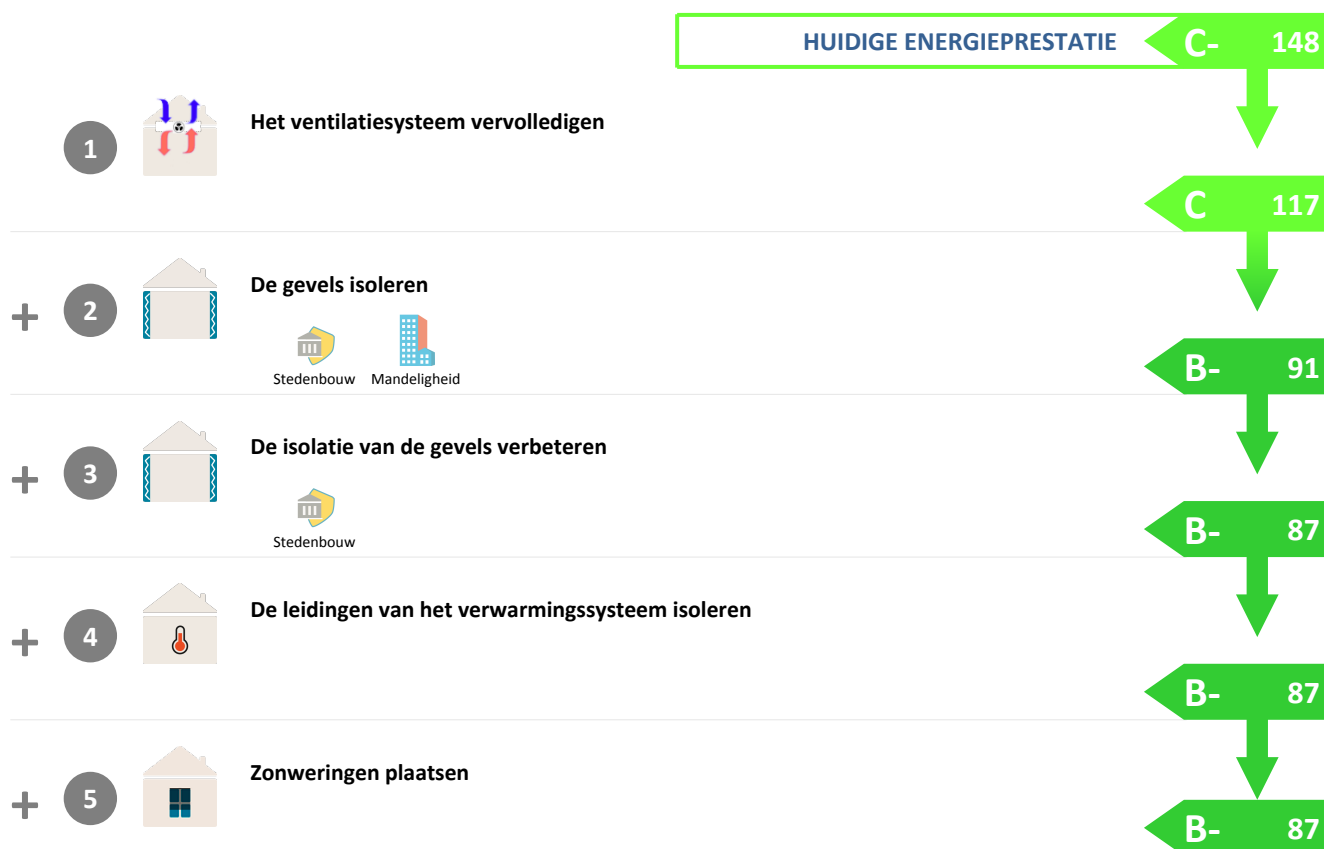 HUIDIGE ENERGIEPRESTATIE C- 148
1 Het ventilatiesysteem vervolledigen
C 117
+ 2 De gevels isoleren
Stedenbouw Mandeligheid
B- 91
+ 3 De isolatie van de gevels verbeteren
Stedenbouw
B- 87
+ 4 De leidingen van het verwarmingssysteem isoleren
B- 87
+ 5 Zonweringen plaatsen
B- 87